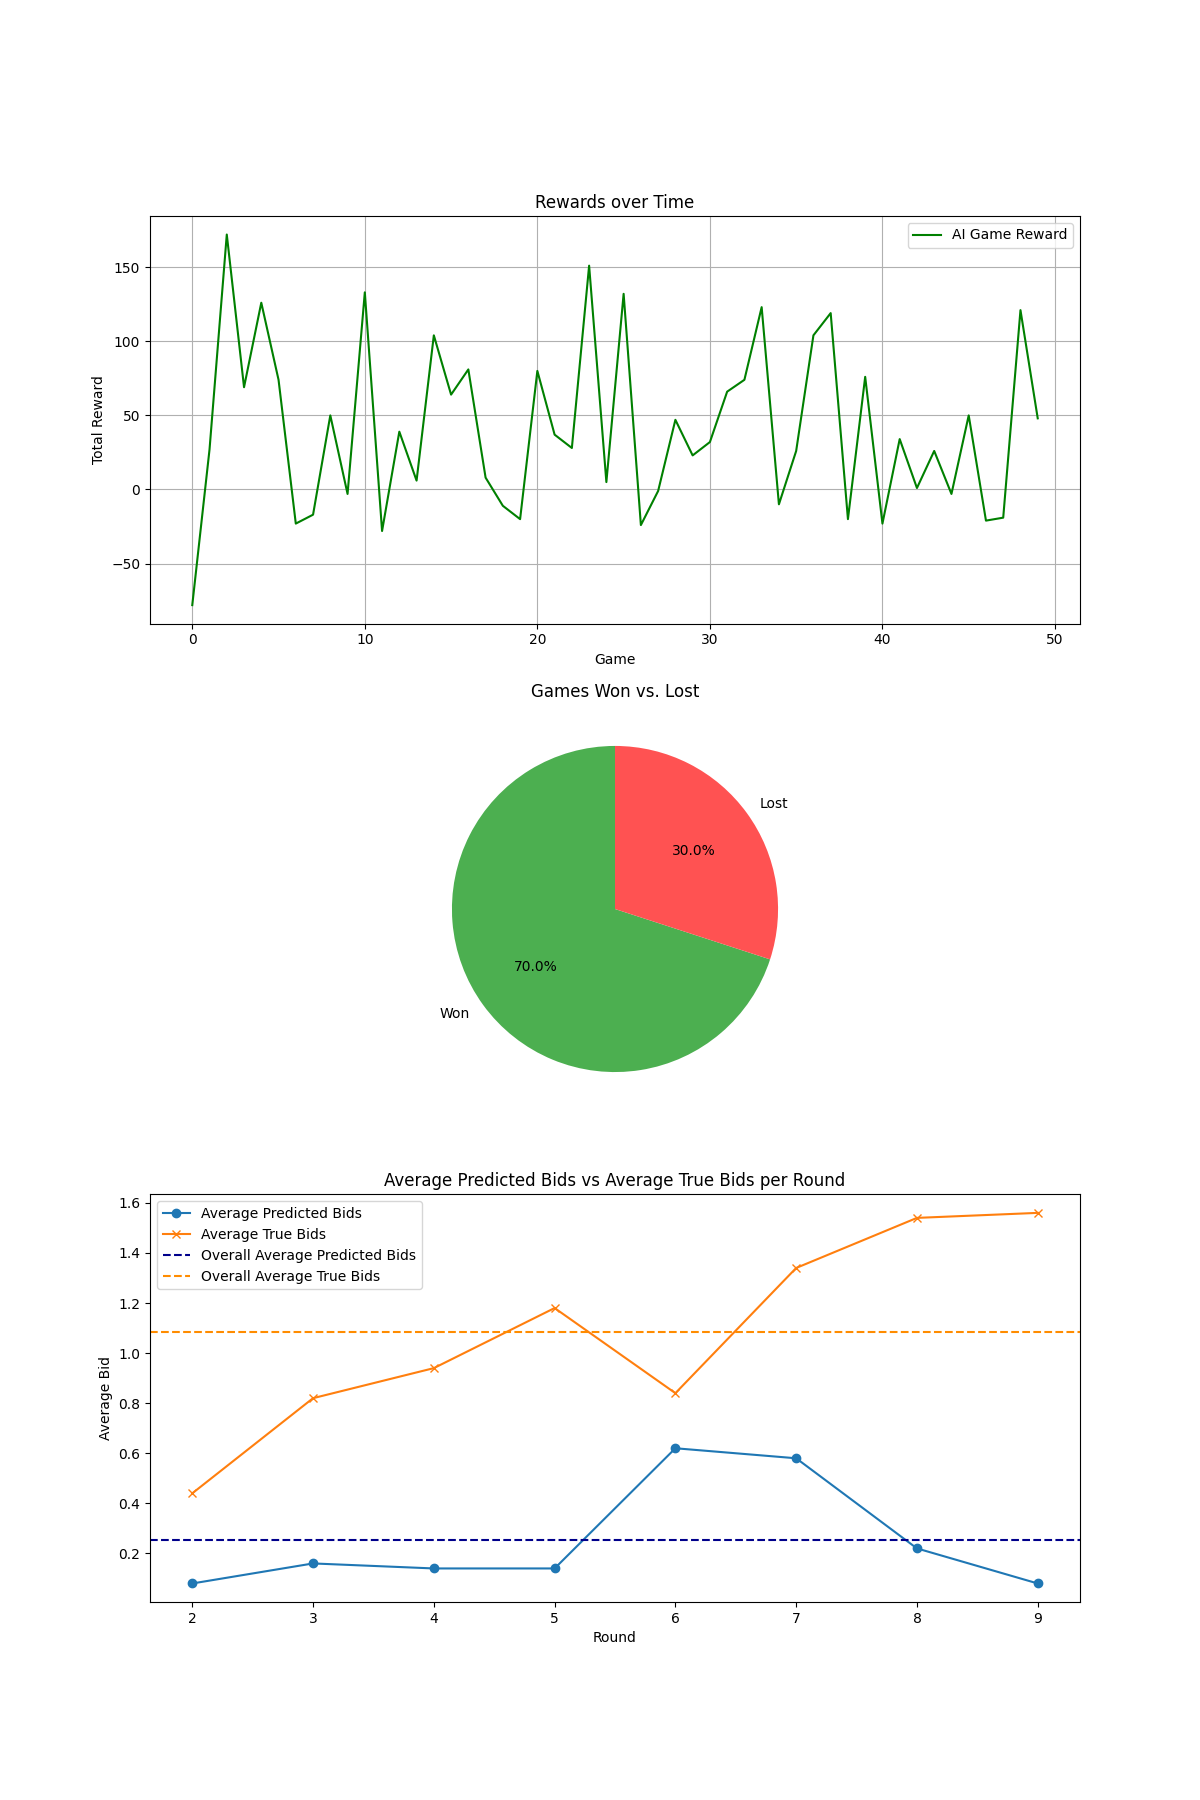 Rewards over Time
AI Game Reward
150
100
50
0
−50
Total Reward
0 10 20 30 40 50
Game
Games Won vs. Lost
Lost
30.0%
70.0%
Won
Average Predicted Bids vs Average True Bids per Round
Average Predicted Bids
Average True Bids
Overall Average Predicted Bids
Overall Average True Bids
1.6
1.4
1.2
1.0
0.8
0.6
0.4
0.2
Average Bid
2 3 4 5 6 7 8 9
Round